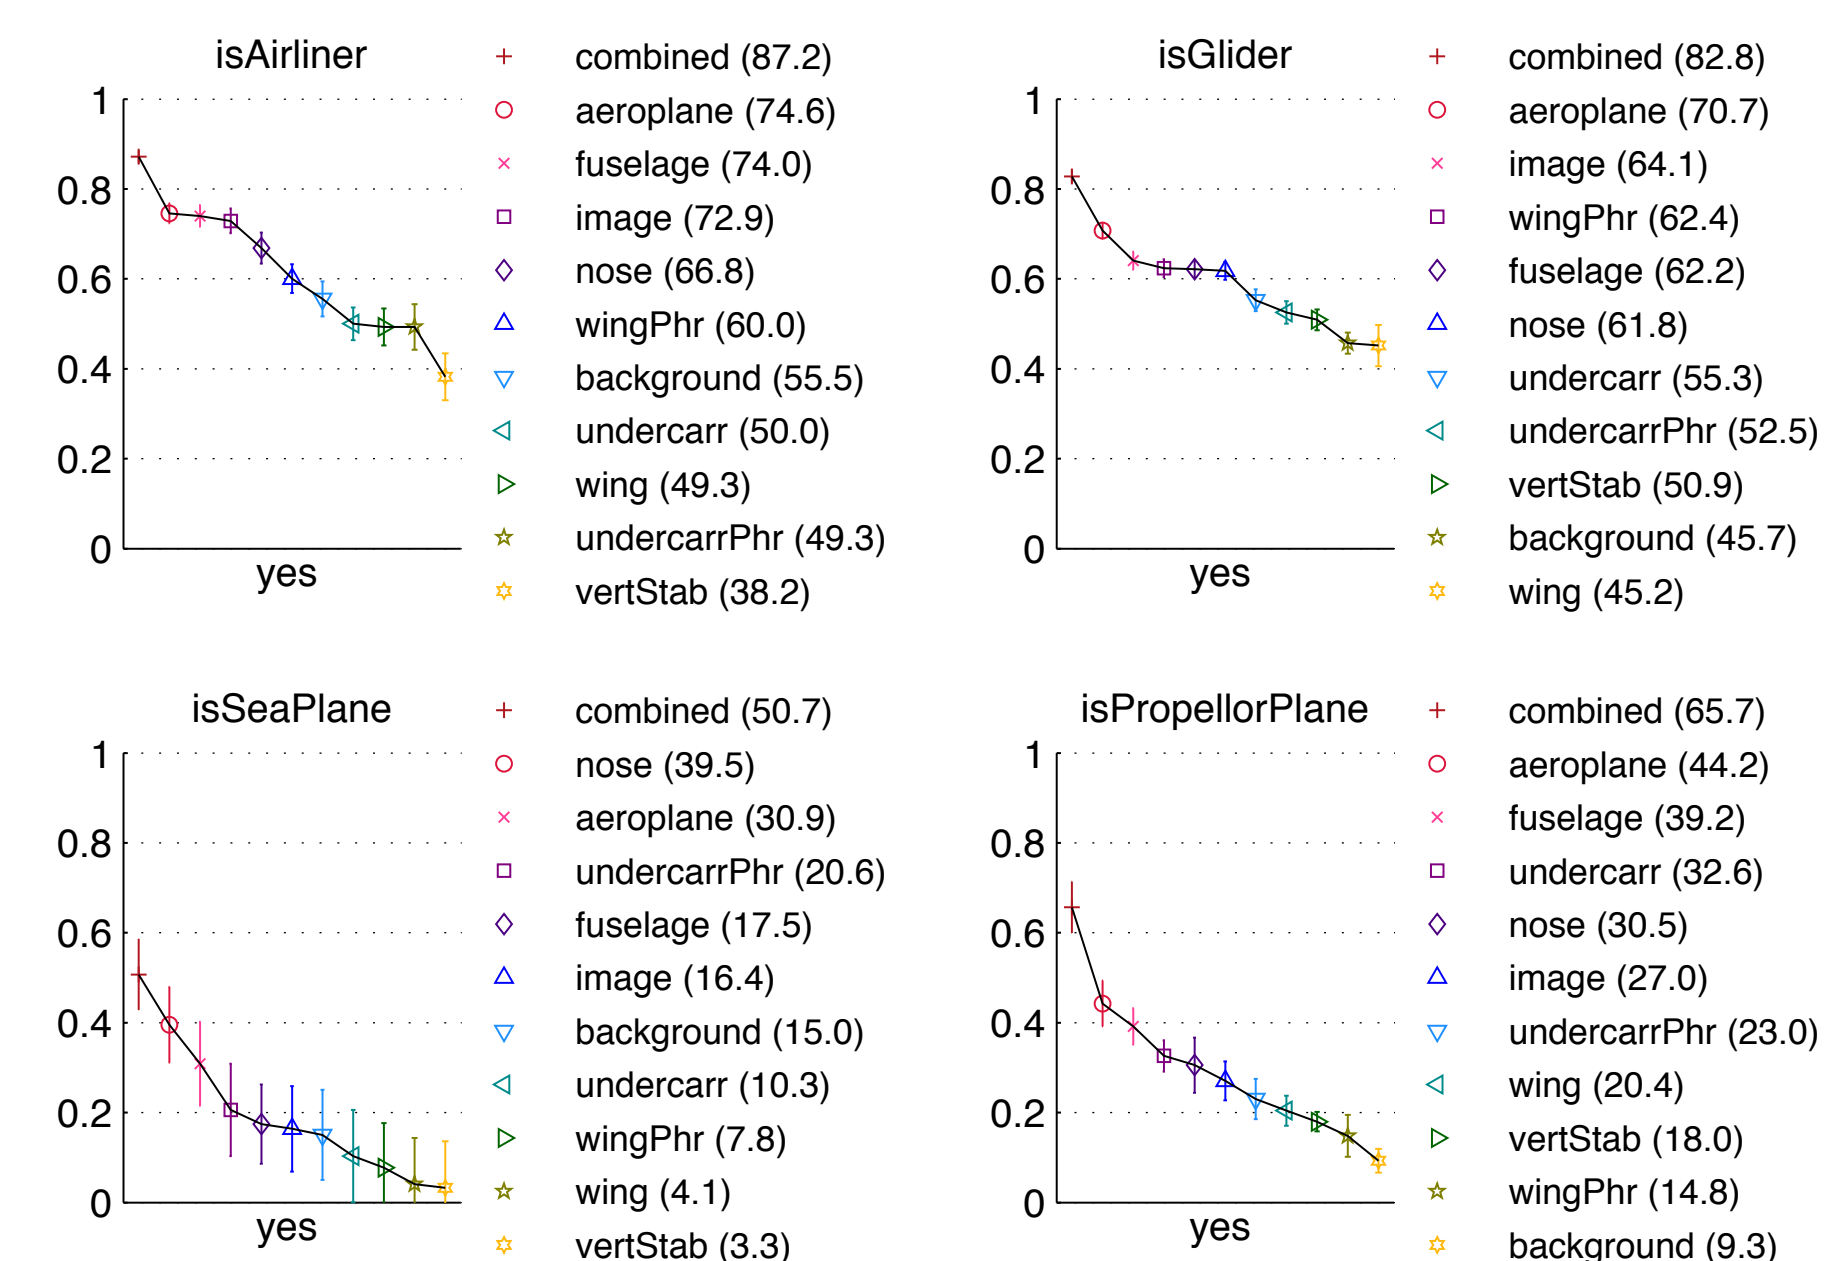 isAirliner
1
0.8
0.6
0.4
0.2
0
yes
combined (87.2)
aeroplane (74.6)
fuselage (74.0)
image (72.9)
nose (66.8)
wingPhr (60.0)
background (55.5)
undercarr (50.0)
wing (49.3)
undercarrPhr (49.3)
vertStab (38.2)
isGlider
1
0.8
0.6
0.4
0.2
0
yes
combined (82.8)
aeroplane (70.7)
image (64.1)
wingPhr (62.4)
fuselage (62.2)
nose (61.8)
undercarr (55.3)
undercarrPhr (52.5)
vertStab (50.9)
background (45.7)
wing (45.2)
isSeaPlane
1
0.8
0.6
0.4
0.2
0
yes
combined (50.7)
nose (39.5)
aeroplane (30.9)
undercarrPhr (20.6)
fuselage (17.5)
image (16.4)
background (15.0)
undercarr (10.3)
wingPhr (7.8)
wing (4.1)
vertStab (3.3)
isPropellorPlane
1
0.8
0.6
0.4
0.2
0
yes
combined (65.7)
aeroplane (44.2)
fuselage (39.2)
undercarr (32.6)
nose (30.5)
image (27.0)
undercarrPhr (23.0)
wing (20.4)
vertStab (18.0)
wingPhr (14.8)
background (9.3)